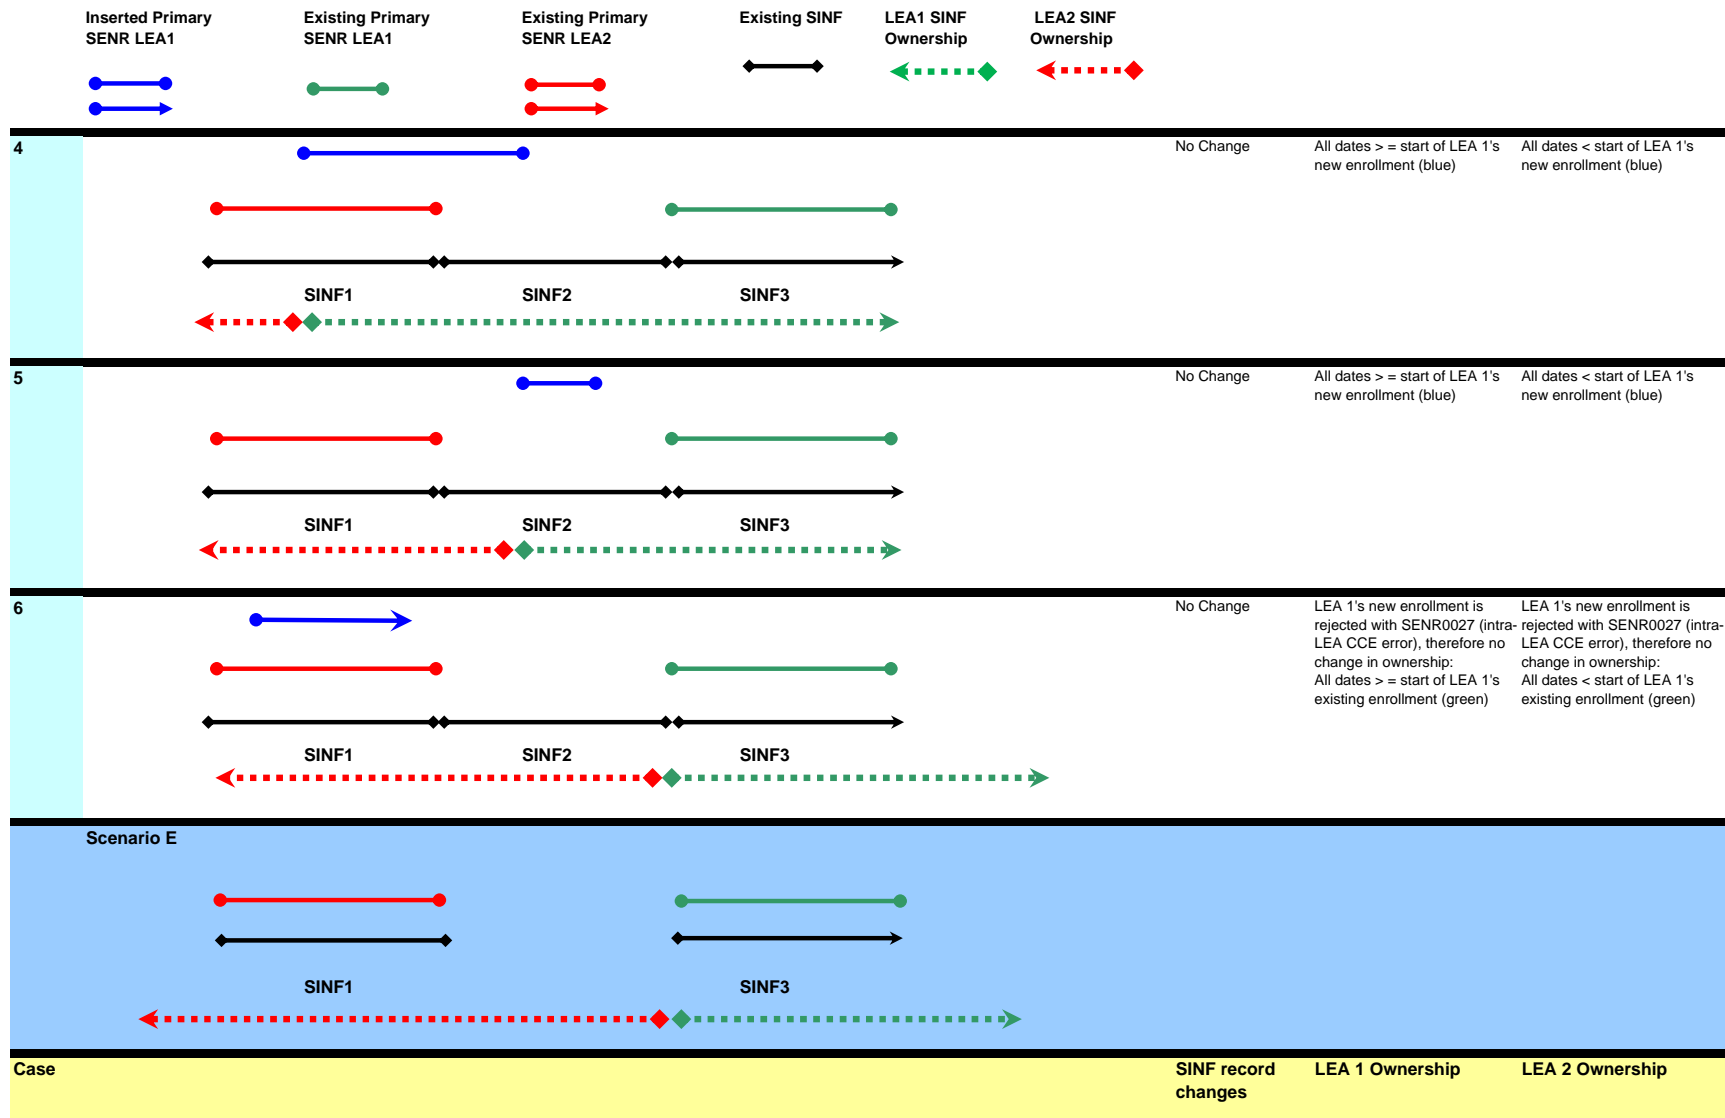 Inserted Primary
SENR LEA1
Existing Primary
SENR LEA1
Existing Primary
SENR LEA2
Existing SINF
LEA1 SINF
Ownership
LEA2 SINF
Ownership
4
No Change
All dates > = start of LEA 1's
new enrollment (blue)
All dates < start of LEA 1's
new enrollment (blue)
SINF1
SINF2
SINF3
5
No Change
All dates > = start of LEA 1's
new enrollment (blue)
All dates < start of LEA 1's
new enrollment (blue)
SINF1
SINF2
SINF3
6
No Change
LEA 1's new enrollment is
rejected with SENR0027 (intra-
LEA CCE error), therefore no
change in ownership:
All dates > = start of LEA 1's
existing enrollment (green)
LEA 1's new enrollment is
rejected with SENR0027 (intra-
LEA CCE error), therefore no
change in ownership:
All dates < start of LEA 1's
existing enrollment (green)
SINF1
SINF2
SINF3
Scenario E
SINF1
SINF3
Case
SINF record
changes
LEA 1 Ownership
LEA 2 Ownership